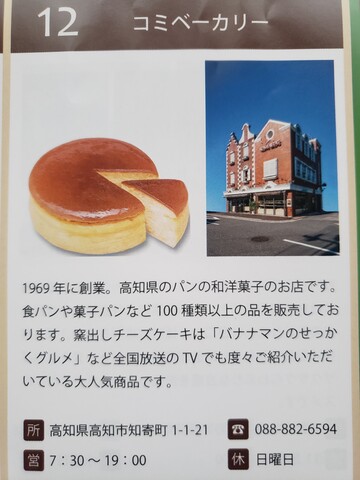 12 コミベーカリー
1969 年に創業。高知県のパンの和洋菓子のお店です。
食パンや菓子パンなど 100 種類以上の品を販売してお
ります。窯出しチーズケーキは「バナナマンのせっか
くグルメ」など全国放送の TV でも度々ご紹介いただ
いている大人気商品です。
所 高知県高知市知寄町 1-1-21 ☎ 088-882-6594
営 7：30 ～ 19：00 休 日曜日